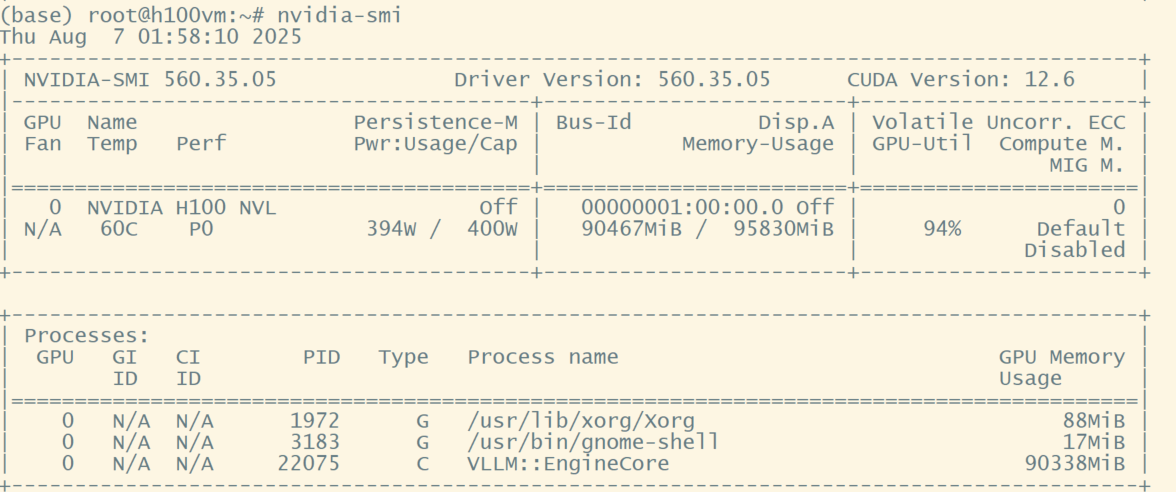 (base) root@h100vm:~# nvidia-smi
Thu Aug  7 01:58:10 2025
+-----------------------------------------------------------------------------------------+
| NVIDIA-SMI 560.35.05              Driver Version: 560.35.05      CUDA Version: 12.6     |
|-----------------------------------------+------------------------+----------------------+
| GPU  Name                 Persistence-M | Bus-Id          Disp.A | Volatile Uncorr. ECC |
| Fan  Temp   Perf          Pwr:Usage/Cap |           Memory-Usage | GPU-Util  Compute M. |
|                                         |                        |               MIG M. |
|=========================================+========================+======================|
|   0  NVIDIA H100 NVL                Off |   00000001:00:00.0 Off |                    0 |
| N/A   60C    P0            394W /  400W |   90467MiB /  95830MiB |     94%      Default |
|                                         |                        |             Disabled |
+-----------------------------------------+------------------------+----------------------+

+-----------------------------------------------------------------------------------------+
| Processes:                                                                              |
|  GPU   GI   CI        PID   Type   Process name                              GPU Memory |
|        ID   ID                                                               Usage      |
|=========================================================================================|
|    0   N/A  N/A      1972      G   /usr/lib/xorg/Xorg                             88MiB |
|    0   N/A  N/A      3183      G   /usr/bin/gnome-shell                           17MiB |
|    0   N/A  N/A     22075      C   VLLM::EngineCore                            90338MiB |
+-----------------------------------------------------------------------------------------+